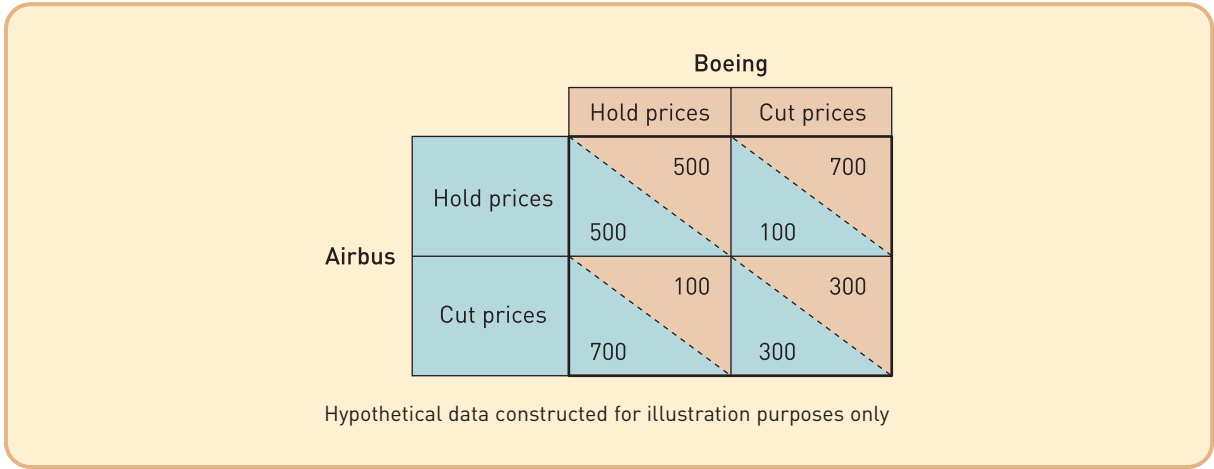 Boeing
Hold prices Cut prices
500 700
Hold prices
500 100
Airbus
100 300
Cut prices
700 300
Hypothetical data constructed for illustration purposes only